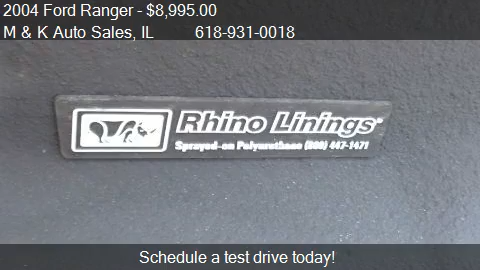 2004 Ford Ranger - $8,995.00
M & K Auto Sales, IL 618-931-0018
Rhino Linings
Sprayed-on Polyurethane (800) 447-1471
Schedule a test drive today!